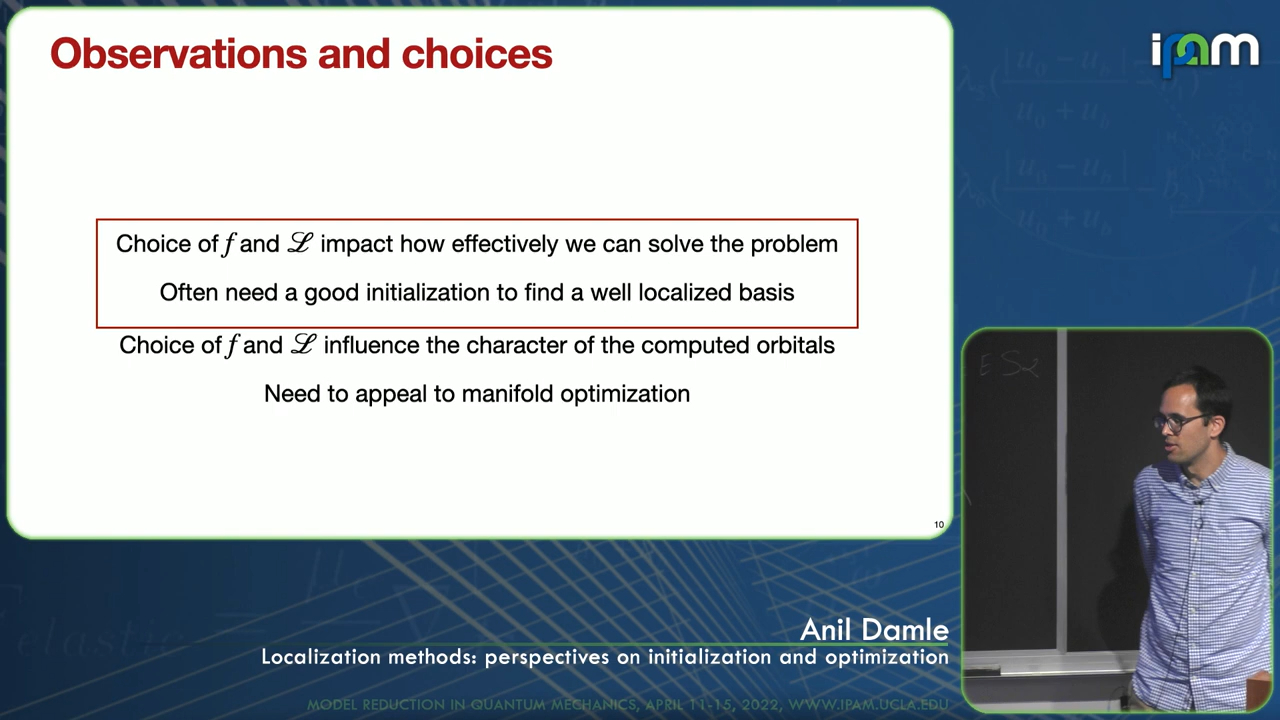 Observations and choices
ipam
Choice of f and ℒ impact how effectively we can solve the problem
Often need a good initialization to find a well localized basis
Choice of f and ℒ influence the character of the computed orbitals
Need to appeal to manifold optimization
10
Anil Damle
Localization methods: perspectives on initialization and optimization
MODEL REDUCTION IN QUANTUM MECHANICS, APRIL 11-15, 2022, WWW.IPAM.UCLA.EDU